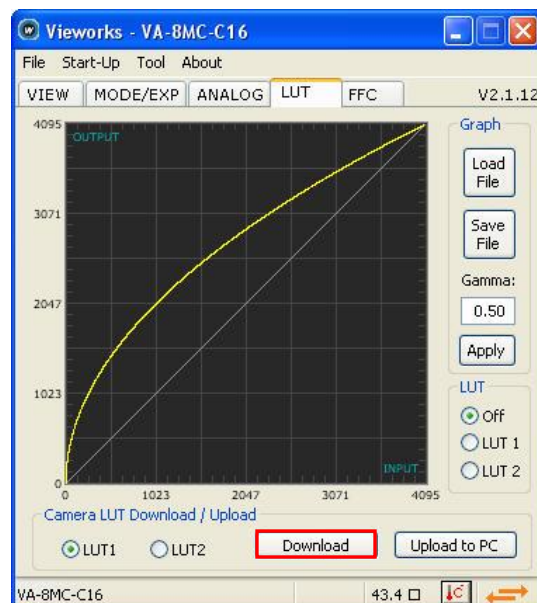 Vieworks - VA-8MC-C16
File Start-Up Tool About
VIEW MODE/EXP ANALOG LUT FFC V2.1.12
4095
OUTPUT
3071
2047
1023
0
INPUT
0 1023 2047 3071 4095
Graph
Load
File
Save
File
Gamma:
0.50
Apply
LUT
Off
LUT 1
LUT 2
Camera LUT Download / Upload
LUT1 LUT2 Download Upload to PC
VA-8MC-C16 43.4 □ C